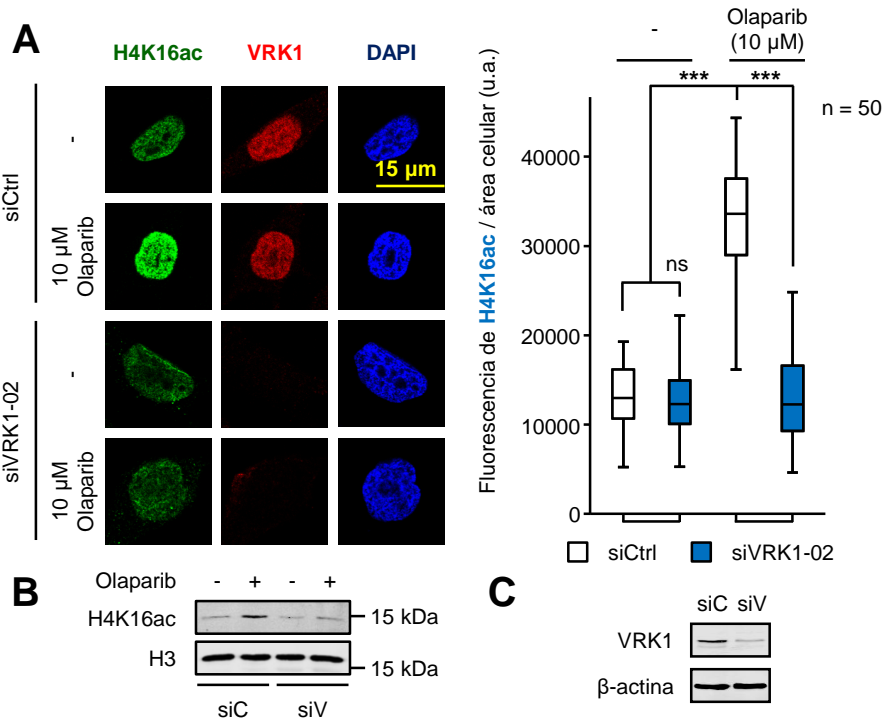 A
H4K16ac VRK1 DAPI
siCtrl
-
15 µm
10 µM
Olaparib
siVRK1-02
-
10 µM
Olaparib
- Olaparib
(10 µM)
*** ***
n = 50
ns
Fluorescencia de H4K16ac / área celular (u.a.)
40000
30000
20000
10000
0
siCtrl siVRK1-02
B
Olaparib - + - +
H4K16ac 15 kDa
H3 15 kDa
siC siV
C
siC siV
VRK1
β-actina